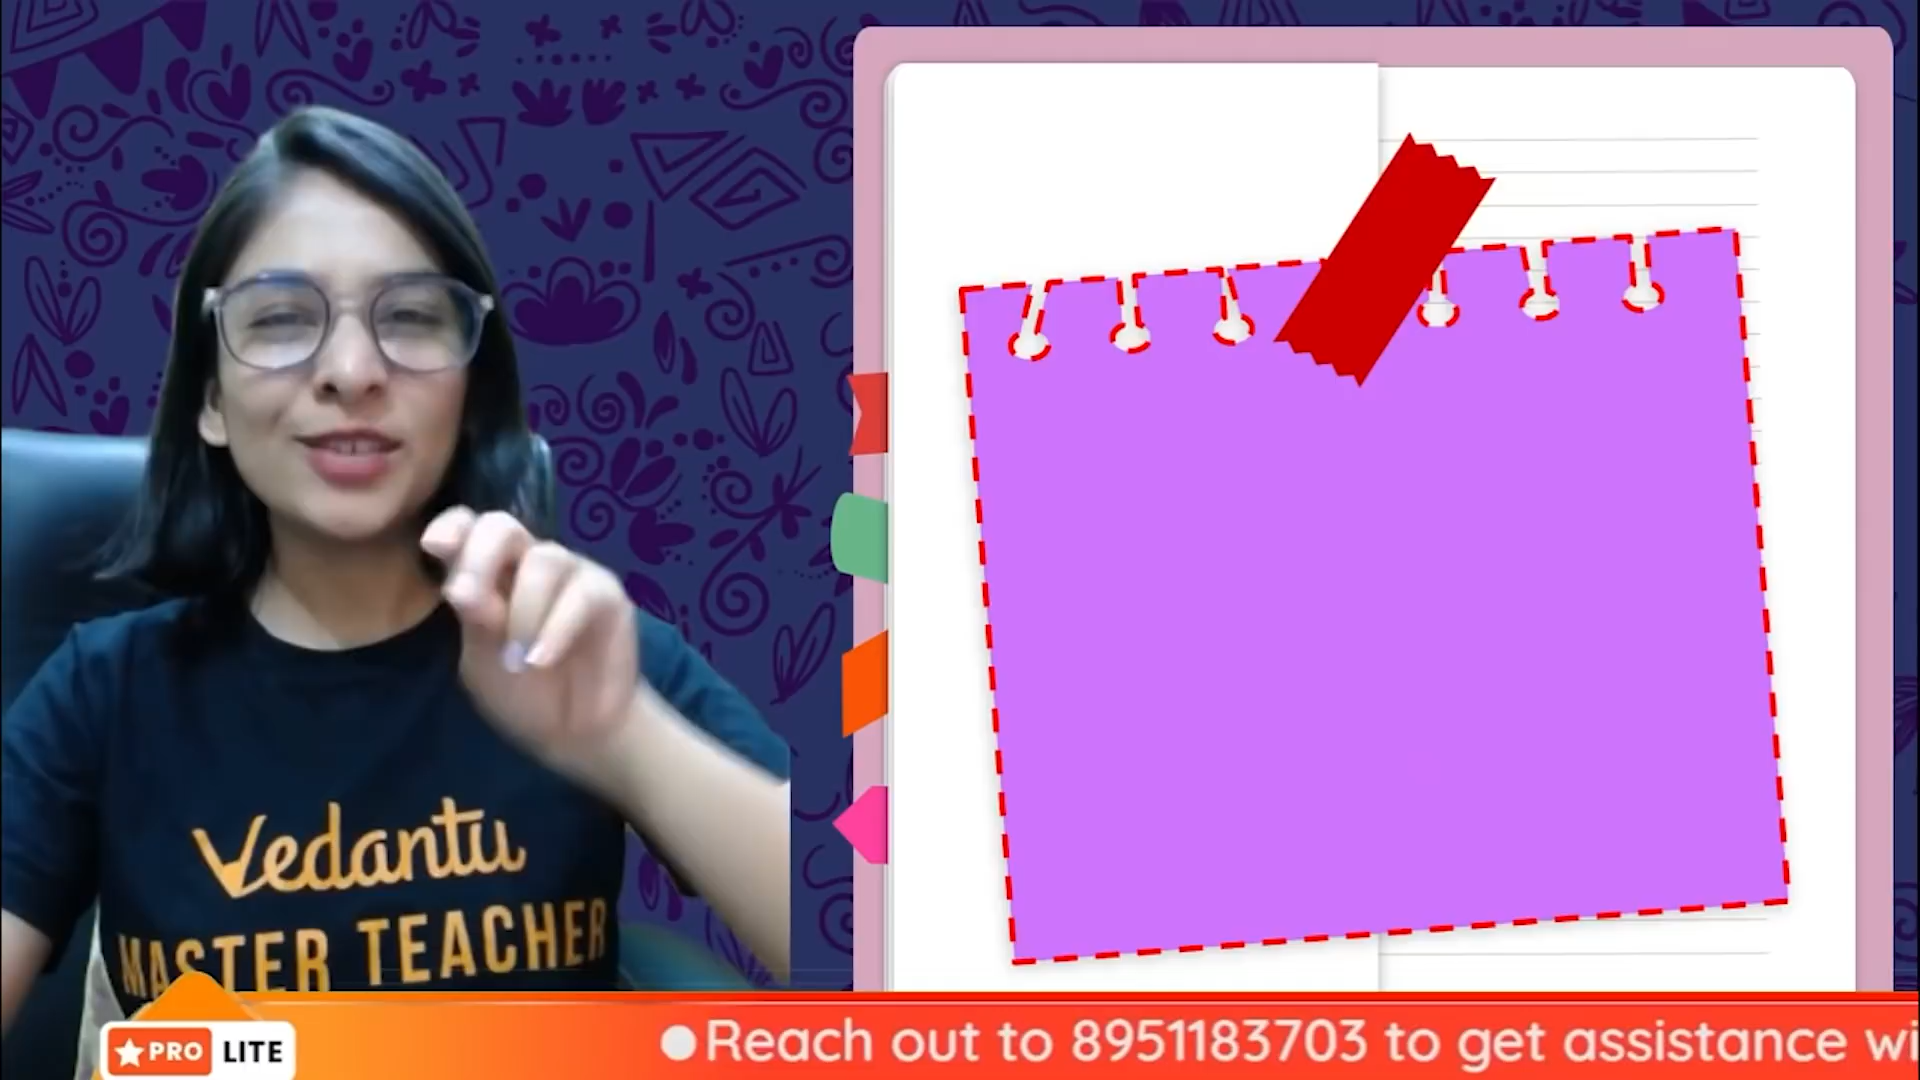 Vedantu
MASTER TEACHER
PRO LITE
Reach out to 8951183703 to get assistance wi